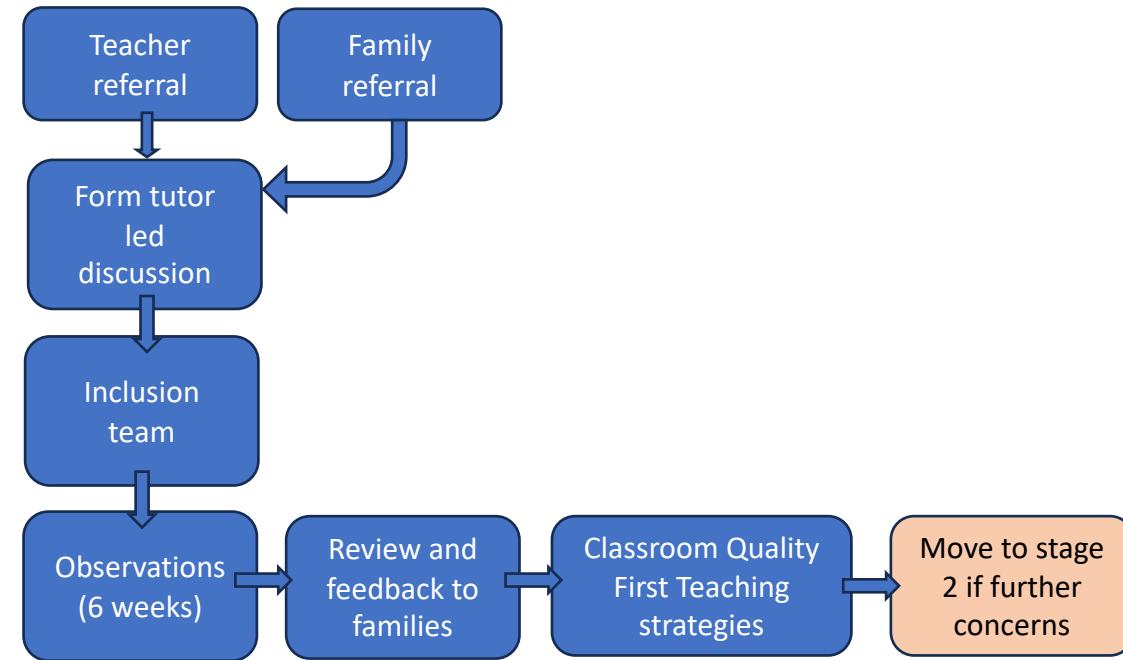 Teacher
referral
Family
referral
Form tutor
led
discussion
Inclusion
team
Observations
(6 weeks)
Review and
feedback to
families
Classroom Quality
First Teaching
strategies
Move to stage
2 if further
concerns